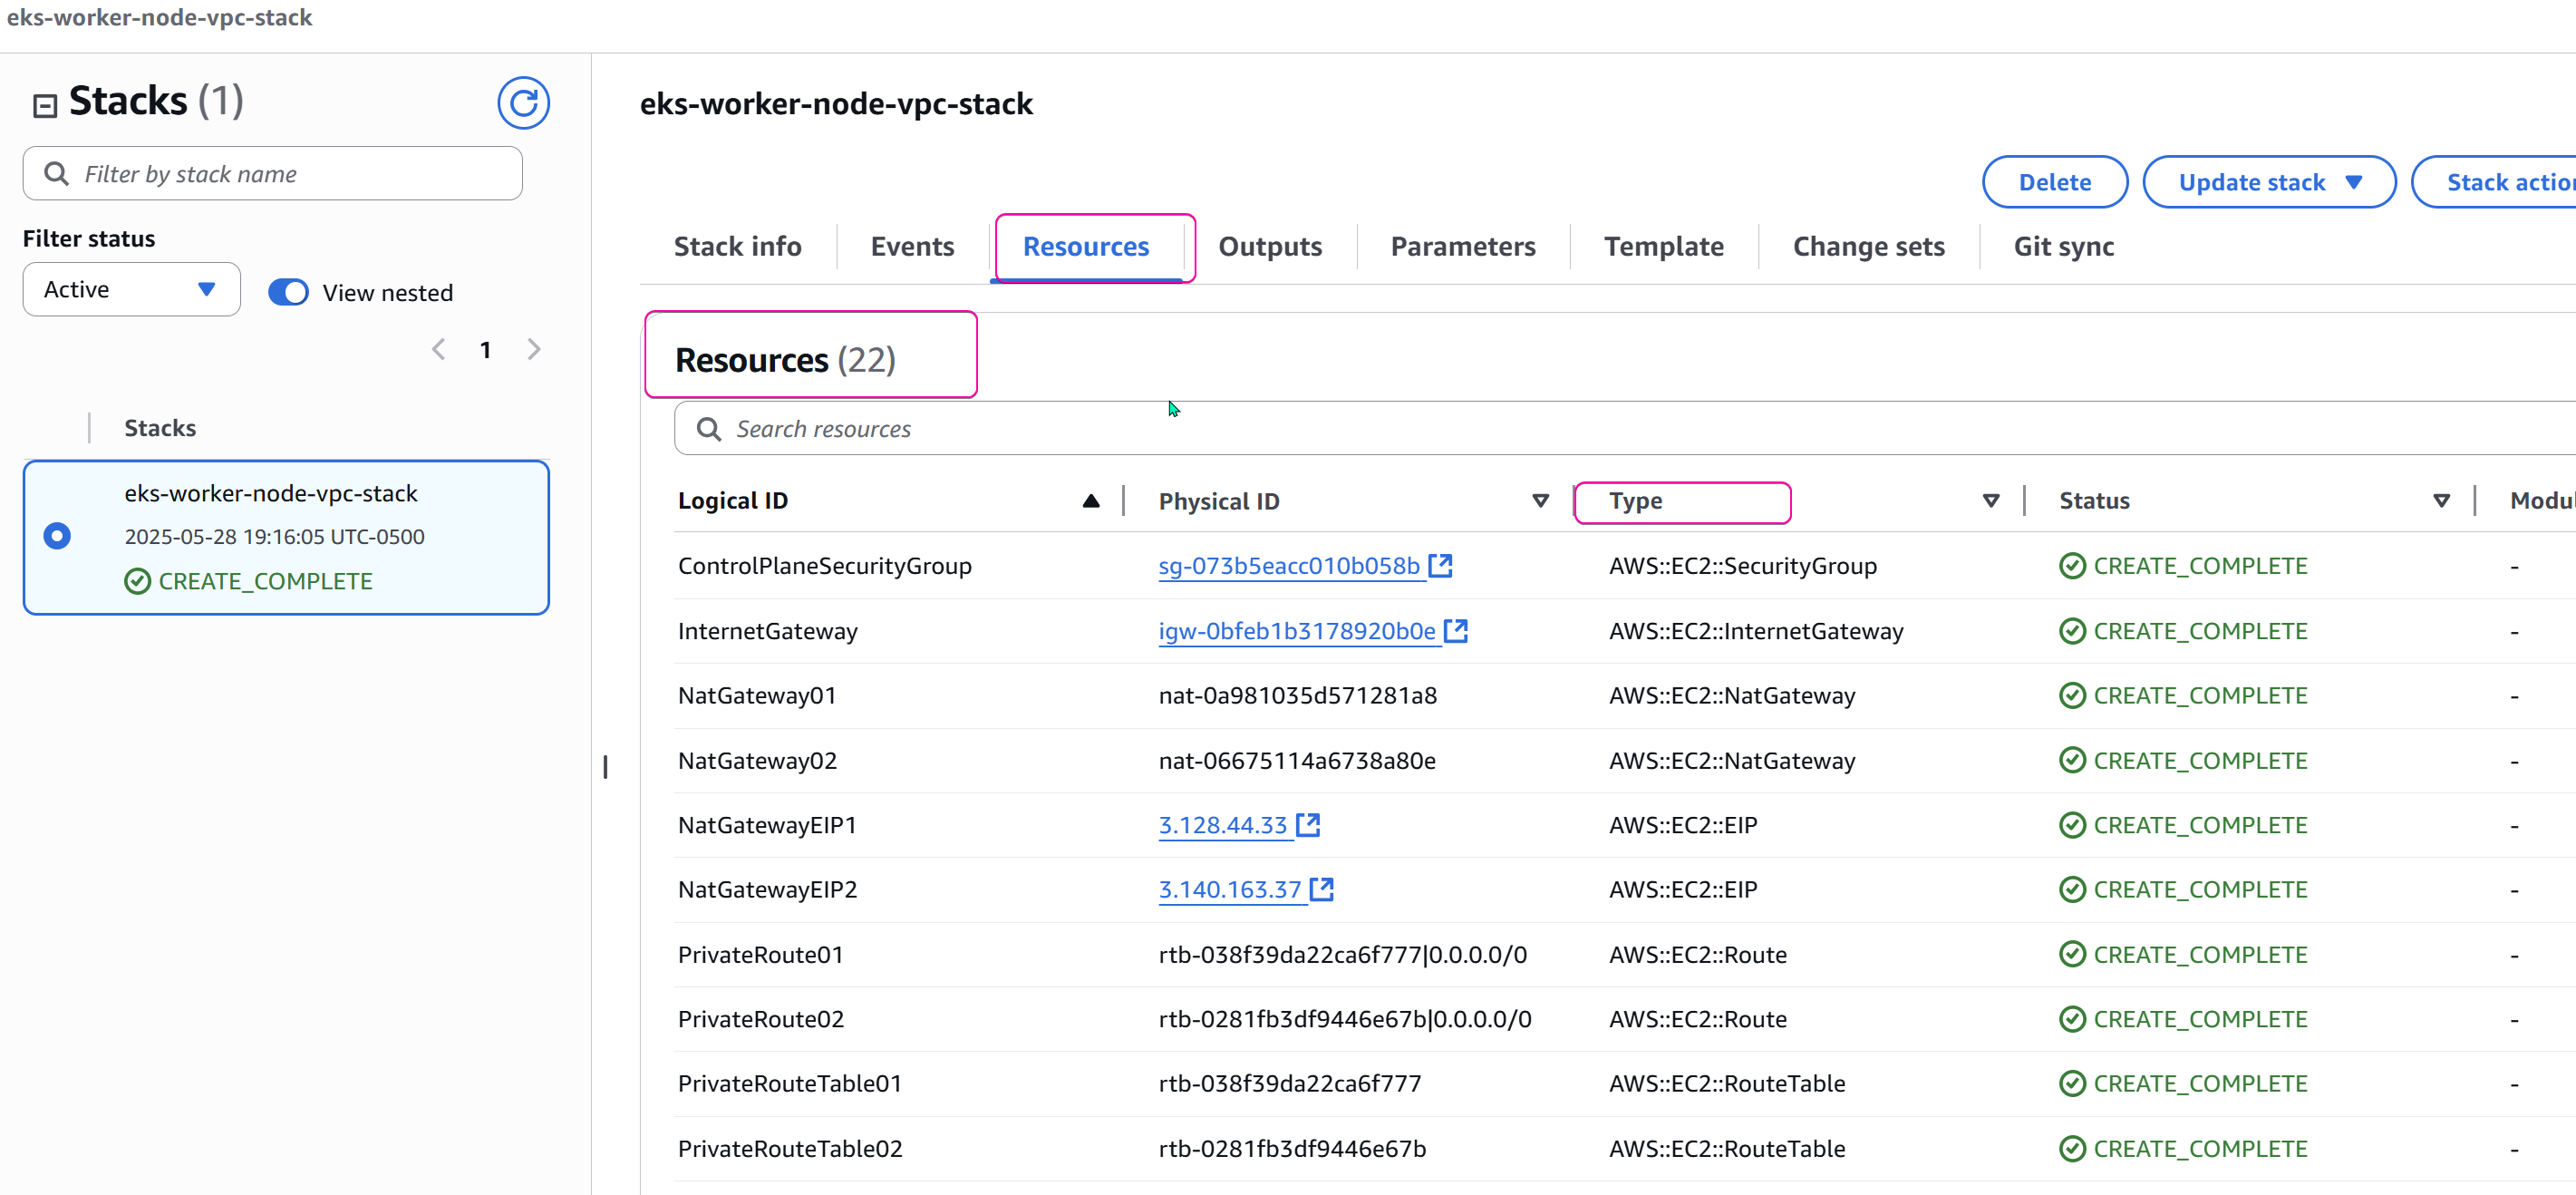 eks-worker-node-vpc-stack
Stacks (1)
Filter by stack name
Filter status
Active
View nested
1
Stacks
eks-worker-node-vpc-stack
2025-05-28 19:16:05 UTC-0500
CREATE_COMPLETE
eks-worker-node-vpc-stack
Delete Update stack Stack action
Stack info Events Resources Outputs Parameters Template Change sets Git sync
Resources (22)
Search resources
Logical ID Physical ID Type Status Modul
ControlPlaneSecurityGroup sg-073b5eacc010b058b AWS::EC2::SecurityGroup CREATE_COMPLETE -
InternetGateway igw-0bfeb1b3178920b0e AWS::EC2::InternetGateway CREATE_COMPLETE -
NatGateway01 nat-0a981035d571281a8 AWS::EC2::NatGateway CREATE_COMPLETE -
NatGateway02 nat-06675114a6738a80e AWS::EC2::NatGateway CREATE_COMPLETE -
NatGatewayEIP1 3.128.44.33 AWS::EC2::EIP CREATE_COMPLETE -
NatGatewayEIP2 3.140.163.37 AWS::EC2::EIP CREATE_COMPLETE -
PrivateRoute01 rtb-038f39da22ca6f777|0.0.0.0/0 AWS::EC2::Route CREATE_COMPLETE -
PrivateRoute02 rtb-0281fb3df9446e67b|0.0.0.0/0 AWS::EC2::Route CREATE_COMPLETE -
PrivateRouteTable01 rtb-038f39da22ca6f777 AWS::EC2::RouteTable CREATE_COMPLETE -
PrivateRouteTable02 rtb-0281fb3df9446e67b AWS::EC2::RouteTable CREATE_COMPLETE -